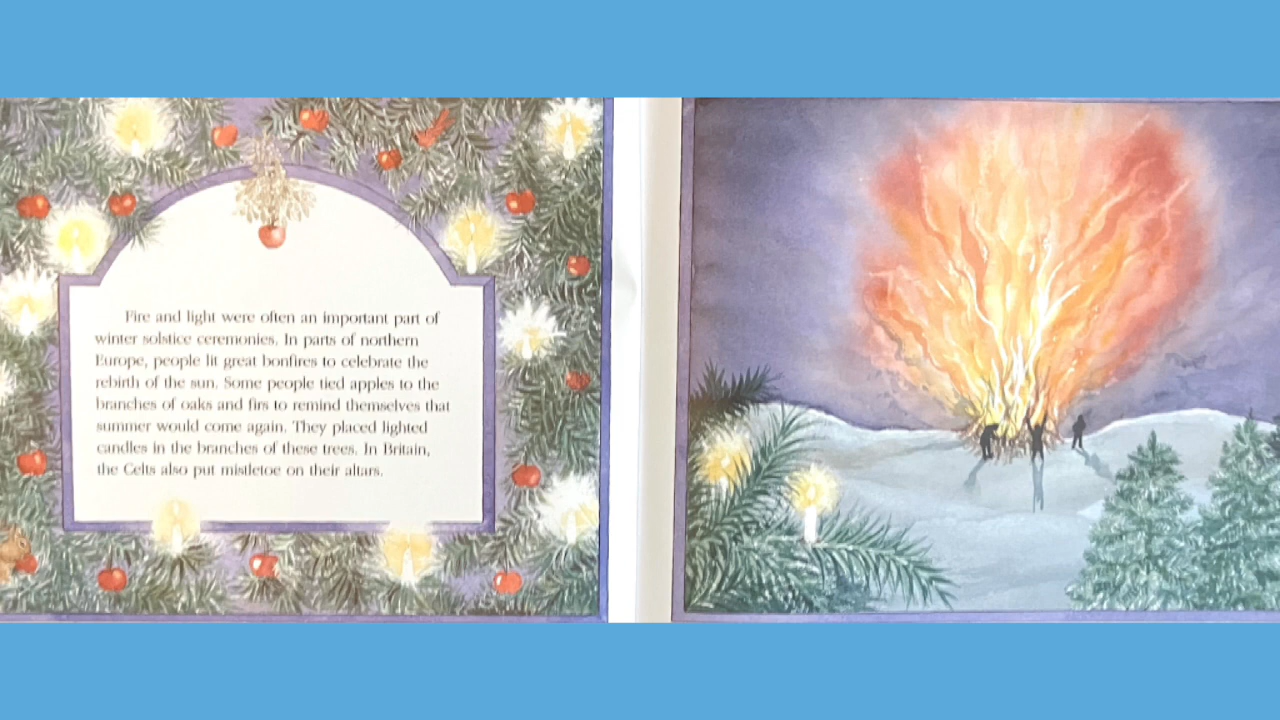 Fire and light were often an important part of
winter solstice ceremonies. In parts of northern
Europe, people lit great bonfires to celebrate the
rebirth of the sun. Some people tied apples to the
branches of oaks and firs to remind themselves that
summer would come again. They placed lighted
candles in the branches of these trees. In Britain,
the Celts also put mistletoe on their altars.